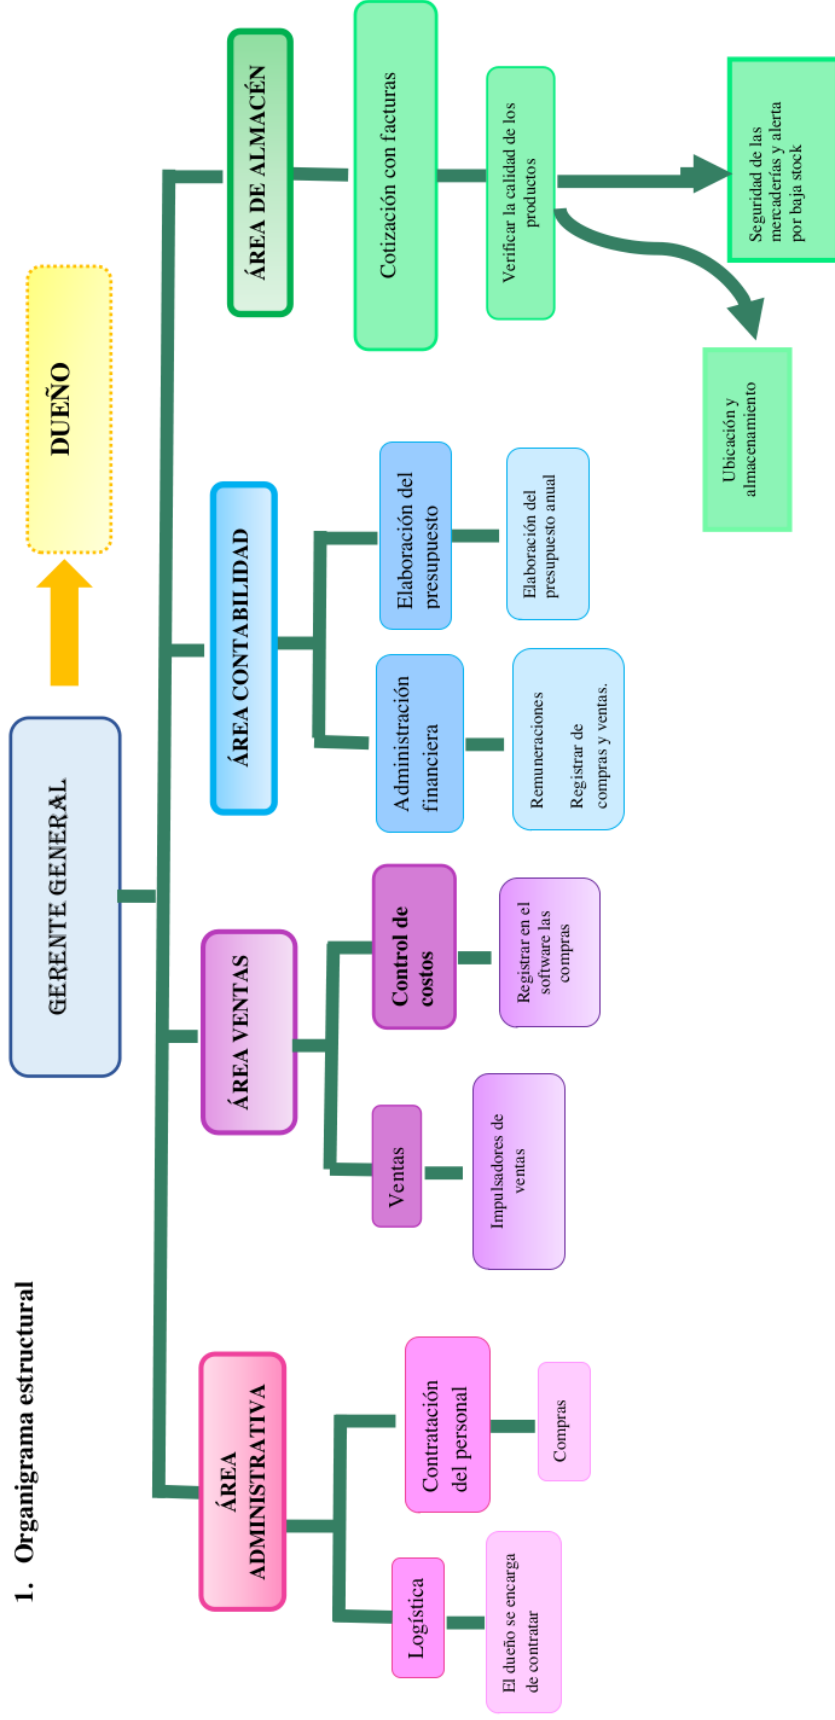 1. Organigrama estructural
GERENTE GENERAL
DUEÑO
ÁREA
ADMINISTRATIVA
Logística
El dueño se encarga
de contratar
Contratación
del personal
Compras
ÁREA VENTAS
Ventas
Impulsadores de
ventas
Control de
costos
Registrar en el
software las
compras
ÁREA CONTABILIDAD
Administración
financiera
Remuneraciones
Registrar de
compras y ventas.
Elaboración del
presupuesto
Elaboración del
presupuesto anual
ÁREA DE ALMACÉN
Cotización con facturas
Verificar la calidad de los
productos
Ubicación y
almacenamiento
Seguridad de las
mercaderías y alerta
por baja stock